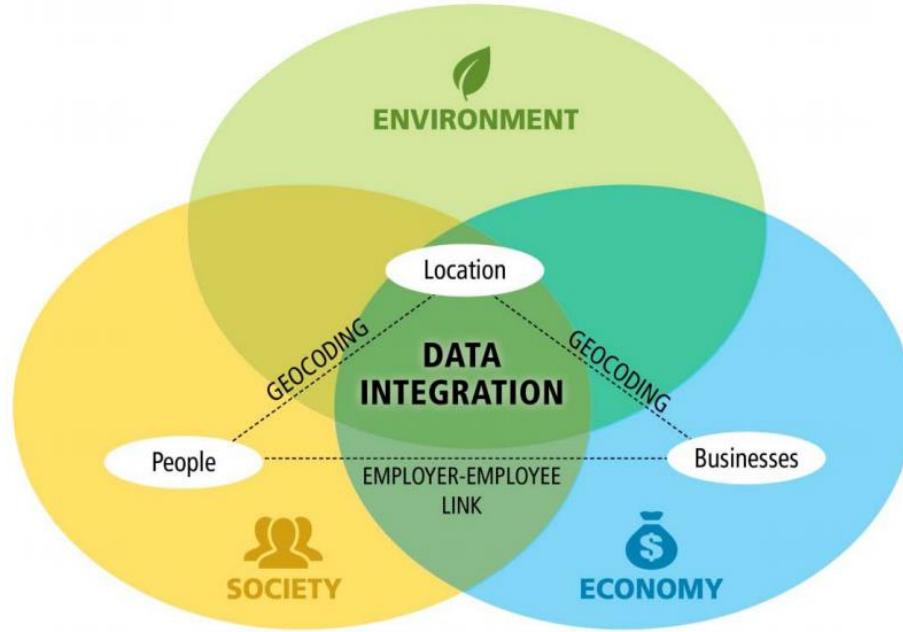 ENVIRONMENT
Location
GEOCODING
GEOCODING
DATA
INTEGRATION
People
Businesses
EMPLOYER-EMPLOYEE
LINK
SOCIETY
$
ECONOMY